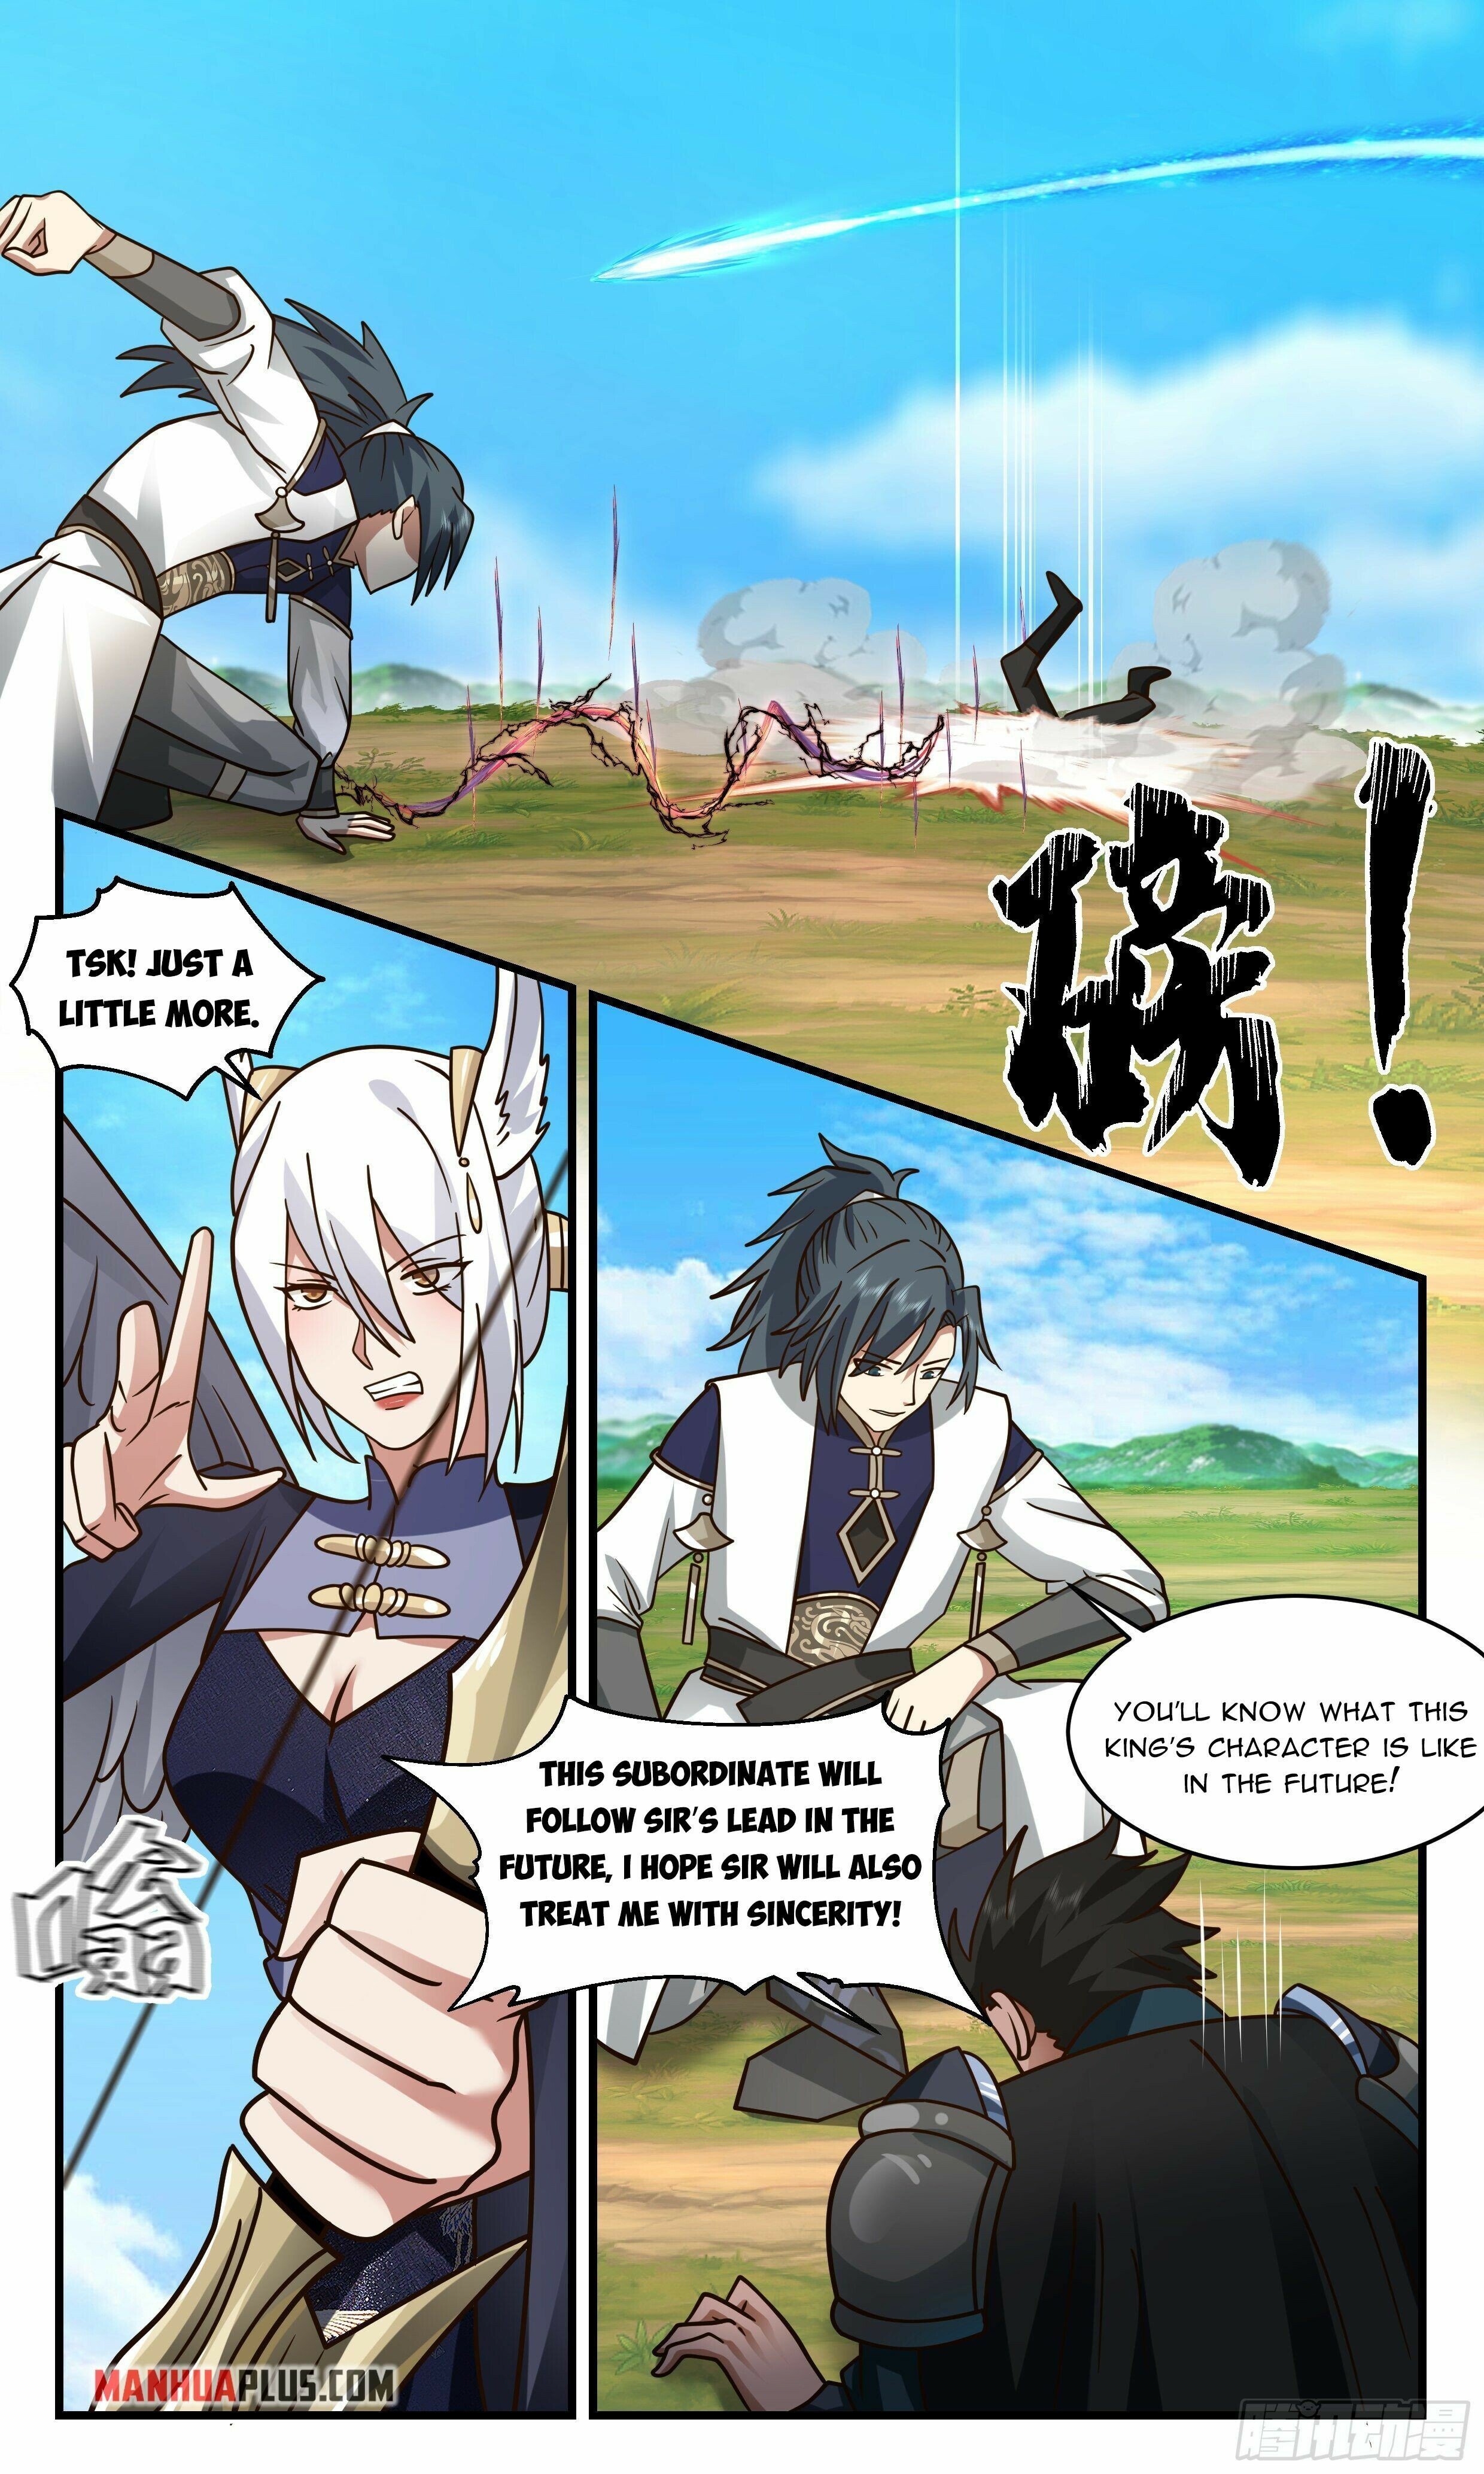 TSK! JUST A
LITTLE MORE.
嗡
THIS SUBORDINATE WILL
FOLLOW SIR'S LEAD IN THE
FUTURE, I HOPE SIR WILL ALSO
TREAT ME WITH SINCERITY!
YOU'LL KNOW WHAT THIS
KING'S CHARACTER IS LIKE
IN THE FUTURE!
MANHUAPLUS.COM
腾讯动漫